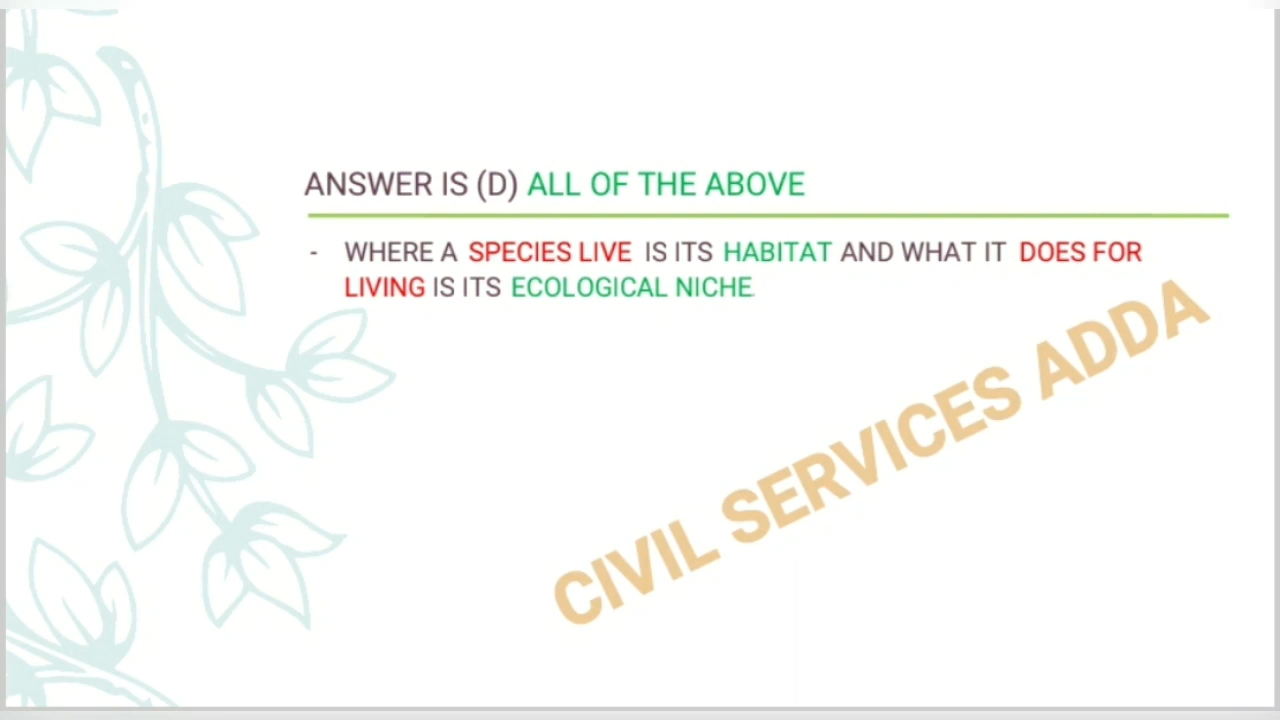 ANSWER IS (D) ALL OF THE ABOVE
- WHERE A SPECIES LIVE IS ITS HABITAT AND WHAT IT DOES FOR
LIVING IS ITS ECOLOGICAL NICHE.
CIVIL SERVICES ADDA